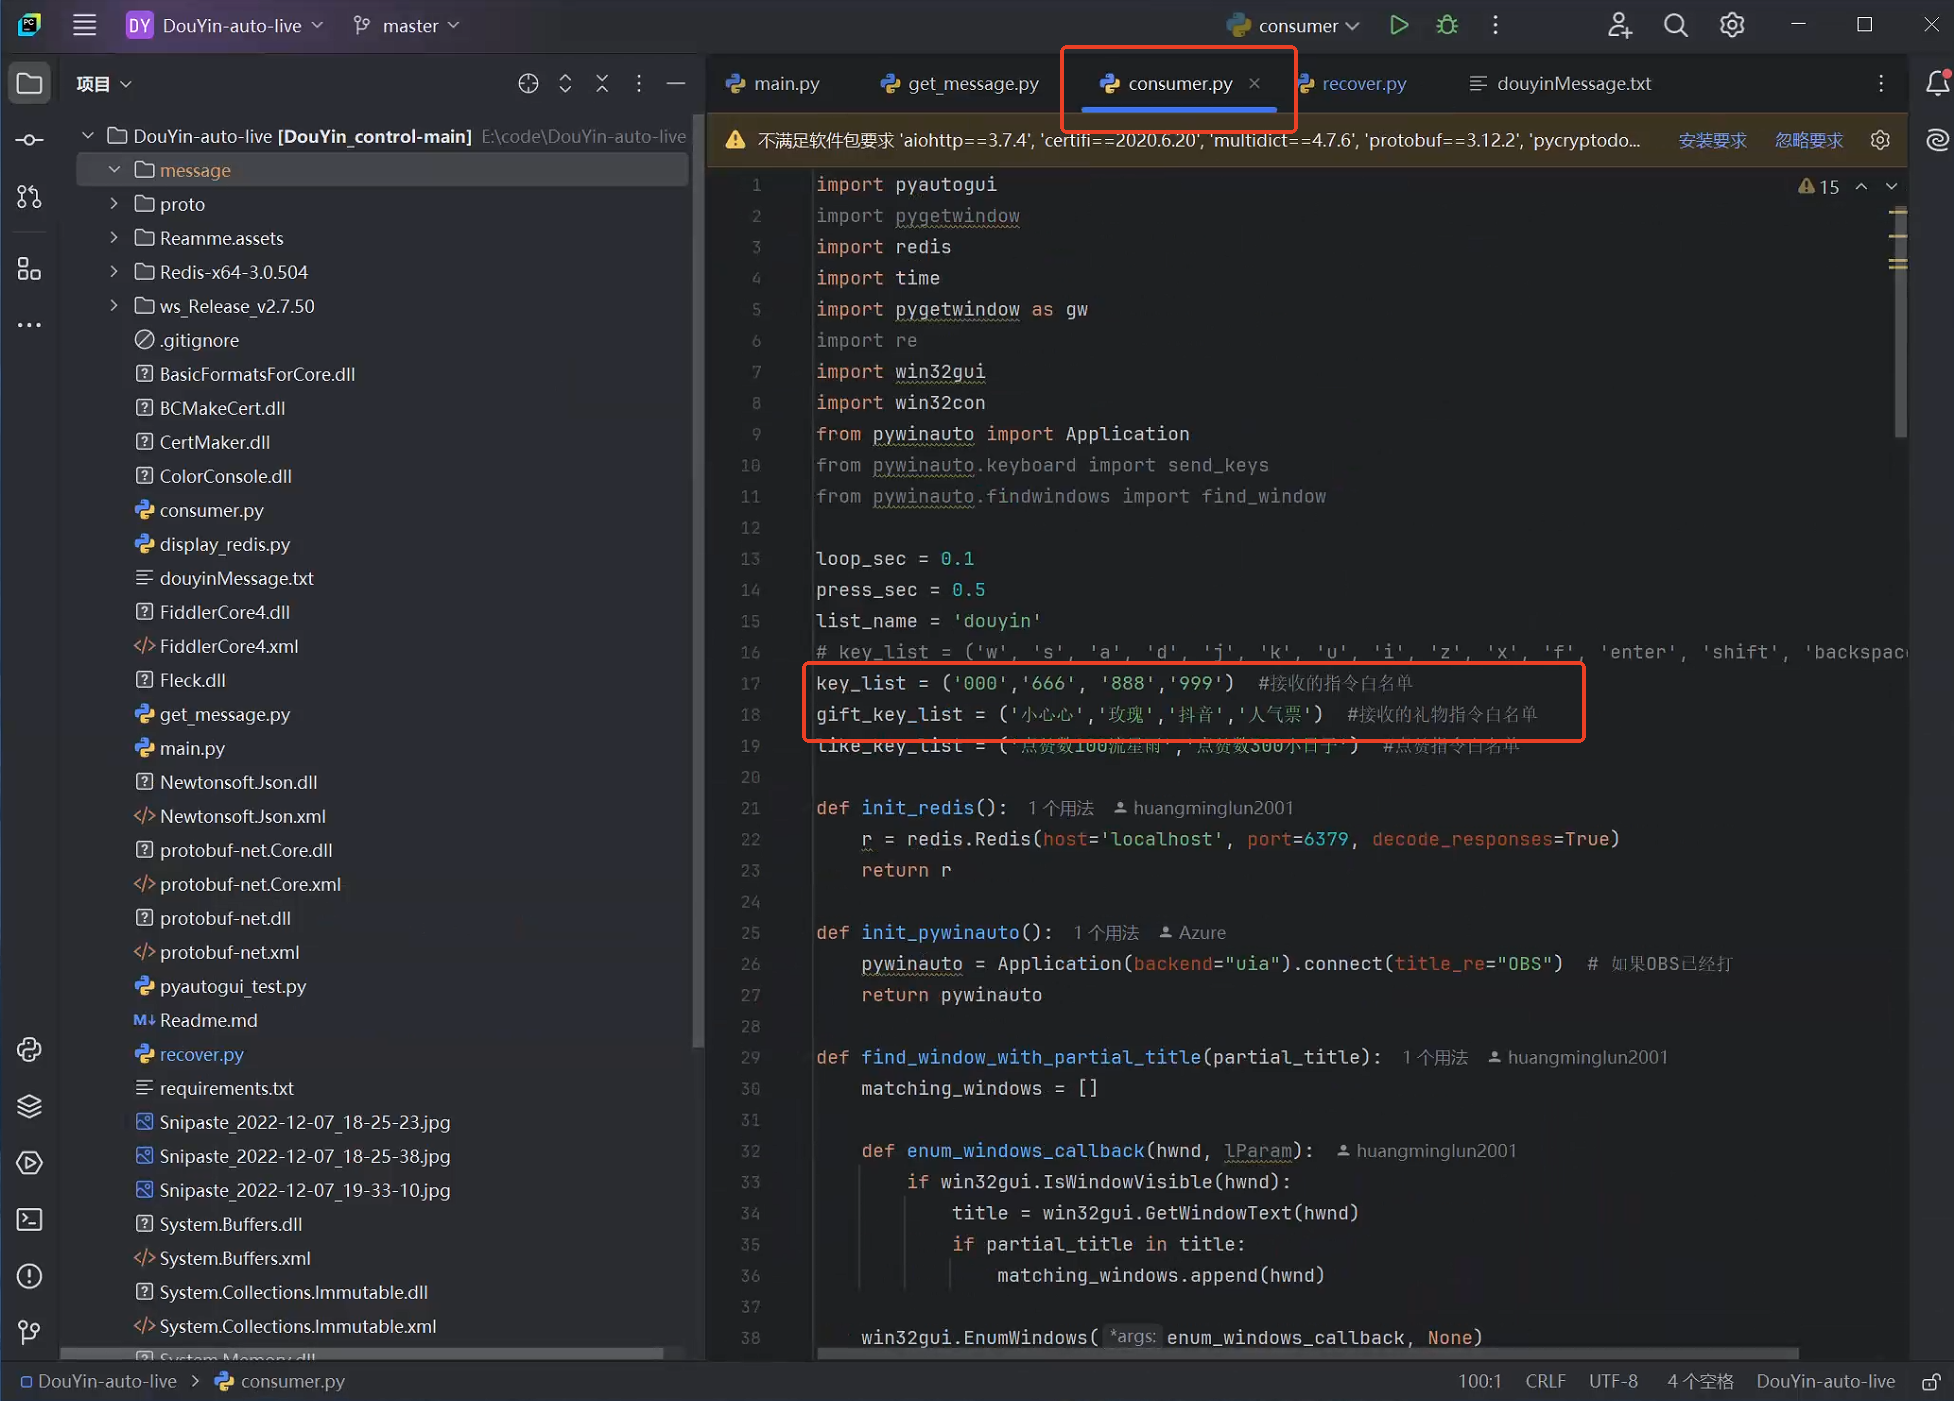 DY DouYin-auto-live master consumer
项目
main.py get_message.py consumer.py recover.py douyinMessage.txt
DouYin-auto-live [DouYin_control-main] E:\code\DouYin-auto-live
message
proto
Reamme.assets
Redis-x64-3.0.504
ws_Release_v2.7.50
.gitignore
BasicFormatsForCore.dll
BCMakeCert.dll
CertMaker.dll
ColorConsole.dll
consumer.py
display_redis.py
douyinMessage.txt
FiddlerCore4.dll
FiddlerCore4.xml
Fleck.dll
get_message.py
main.py
Newtonsoft.Json.dll
Newtonsoft.Json.xml
protobuf-net.Core.dll
protobuf-net.Core.xml
protobuf-net.dll
protobuf-net.xml
pyautogui_test.py
Readme.md
recover.py
requirements.txt
Snipaste_2022-12-07_18-25-23.jpg
Snipaste_2022-12-07_18-25-38.jpg
Snipaste_2022-12-07_19-33-10.jpg
System.Buffers.dll
System.Buffers.xml
System.Collections.Immutable.dll
System.Collections.Immutable.xml
System.Memory.dll
不满足软件包要求 'aiohttp==3.7.4', 'certifi==2020.6.20', 'multidict==4.7.6', 'protobuf==3.12.2', 'pycryptodo... 安装要求 忽略要求
15
1 import pyautogui
2 import pygetwindow
3 import redis
4 import time
5 import pygetwindow as gw
6 import re
7 import win32gui
8 import win32con
9 from pywinauto import Application
10 from pywinauto.keyboard import send_keys
11 from pywinauto.findwindows import find_window
12
13 loop_sec = 0.1
14 press_sec = 0.5
15 list_name = 'douyin'
16 # key_list = ('w', 's', 'a', 'd', 'j', 'k', 'u', 'i', 'z', 'x', 'f', 'enter', 'shift', 'backspac
17 key_list = ('000','666', '888','999') #接收的指令白名单
18 gift_key_list = ('小心心','玫瑰','抖音','人气票') #接收的礼物指令白名单
19 like_key_list = ('点赞数100流星雨','点赞数300小日子') #点赞指令白名单
20
21 def init_redis(): 1 个用法 huangminglun2001
22 r = redis.Redis(host='localhost', port=6379, decode_responses=True)
23 return r
24
25 def init_pywinauto(): 1 个用法 Azure
26 pywinauto = Application(backend="uia").connect(title_re="OBS") # 如果OBS已经打
27 return pywinauto
28
29 def find_window_with_partial_title(partial_title): 1 个用法 huangminglun2001
30 matching_windows = []
31
32 def enum_windows_callback(hwnd, lParam): huangminglun2001
33 if win32gui.IsWindowVisible(hwnd):
34 title = win32gui.GetWindowText(hwnd)
35 if partial_title in title:
36 matching_windows.append(hwnd)
37
38 win32gui.EnumWindows( *args: enum_windows_callback, None)
DouYin-auto-live > consumer.py 100:1 CRLF UTF-8 4 个空格 DouYin-auto-live